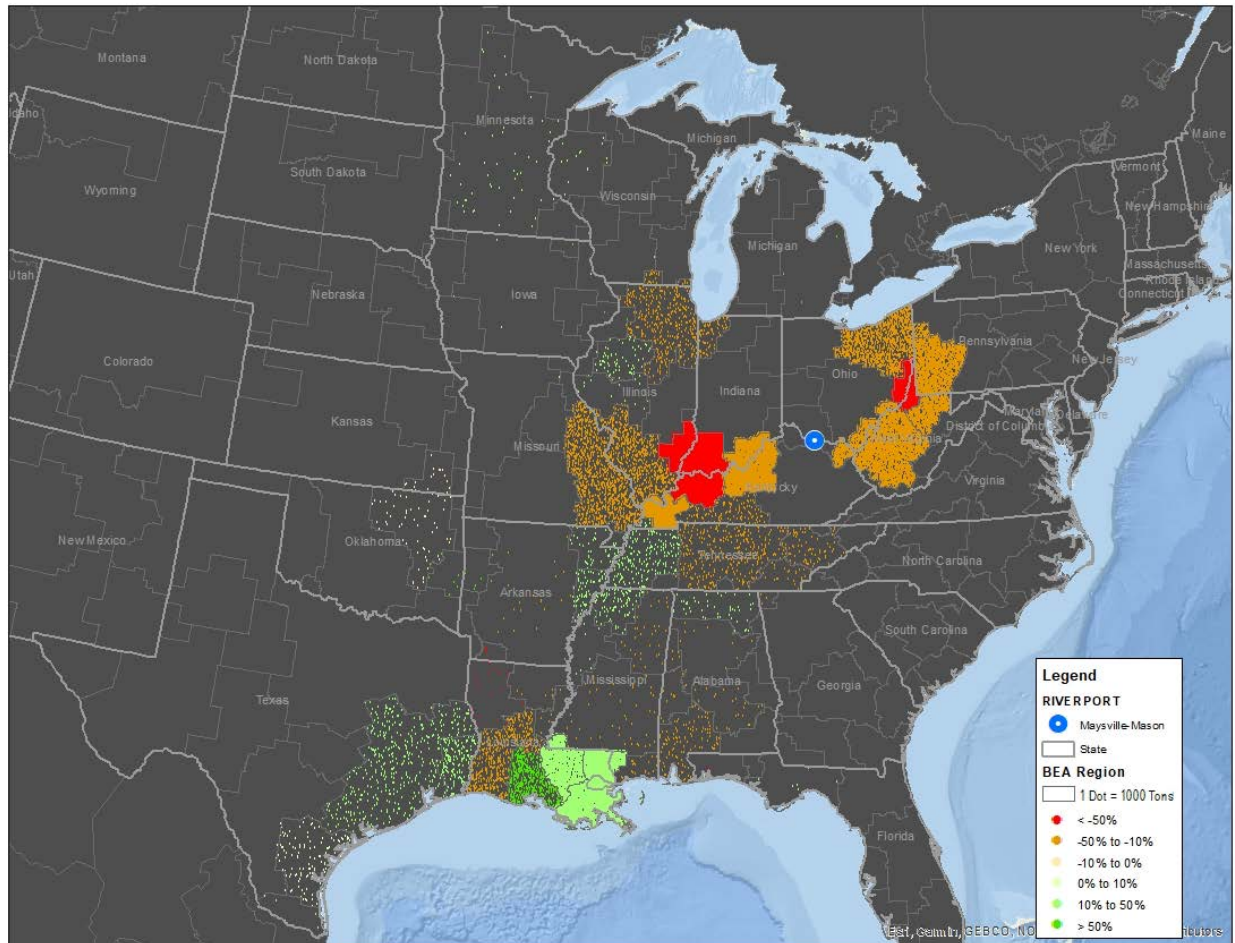 Montana
North Dakota
Minnesota
Michigan
Maine
Idaho
South Dakota
Wisconsin
Vermont
Wyoming
New Hampshire
Michigan
New York
Massachusetts
Rhode Island
Connecticut
Utah
Nebraska
Iowa
Pennsylvania
New Jersey
Colorado
Illinois
Indiana
Ohio
Maryland
Delaware
District of Columbia
Kansas
Missouri
Virginia
Kentucky
New Mexico
Oklahoma
Tennessee
North Carolina
Arkansas
South Carolina
Texas
Mississippi
Alabama
Georgia
Florida
Legend
RIVERPORT
Maysville-Mason
State
BEA Region
1 Dot = 1000 Tons
< -50%
-50% to -10%
-10% to 0%
0% to 10%
10% to 50%
> 50%
Esri, Garmin, GEBCO, NO